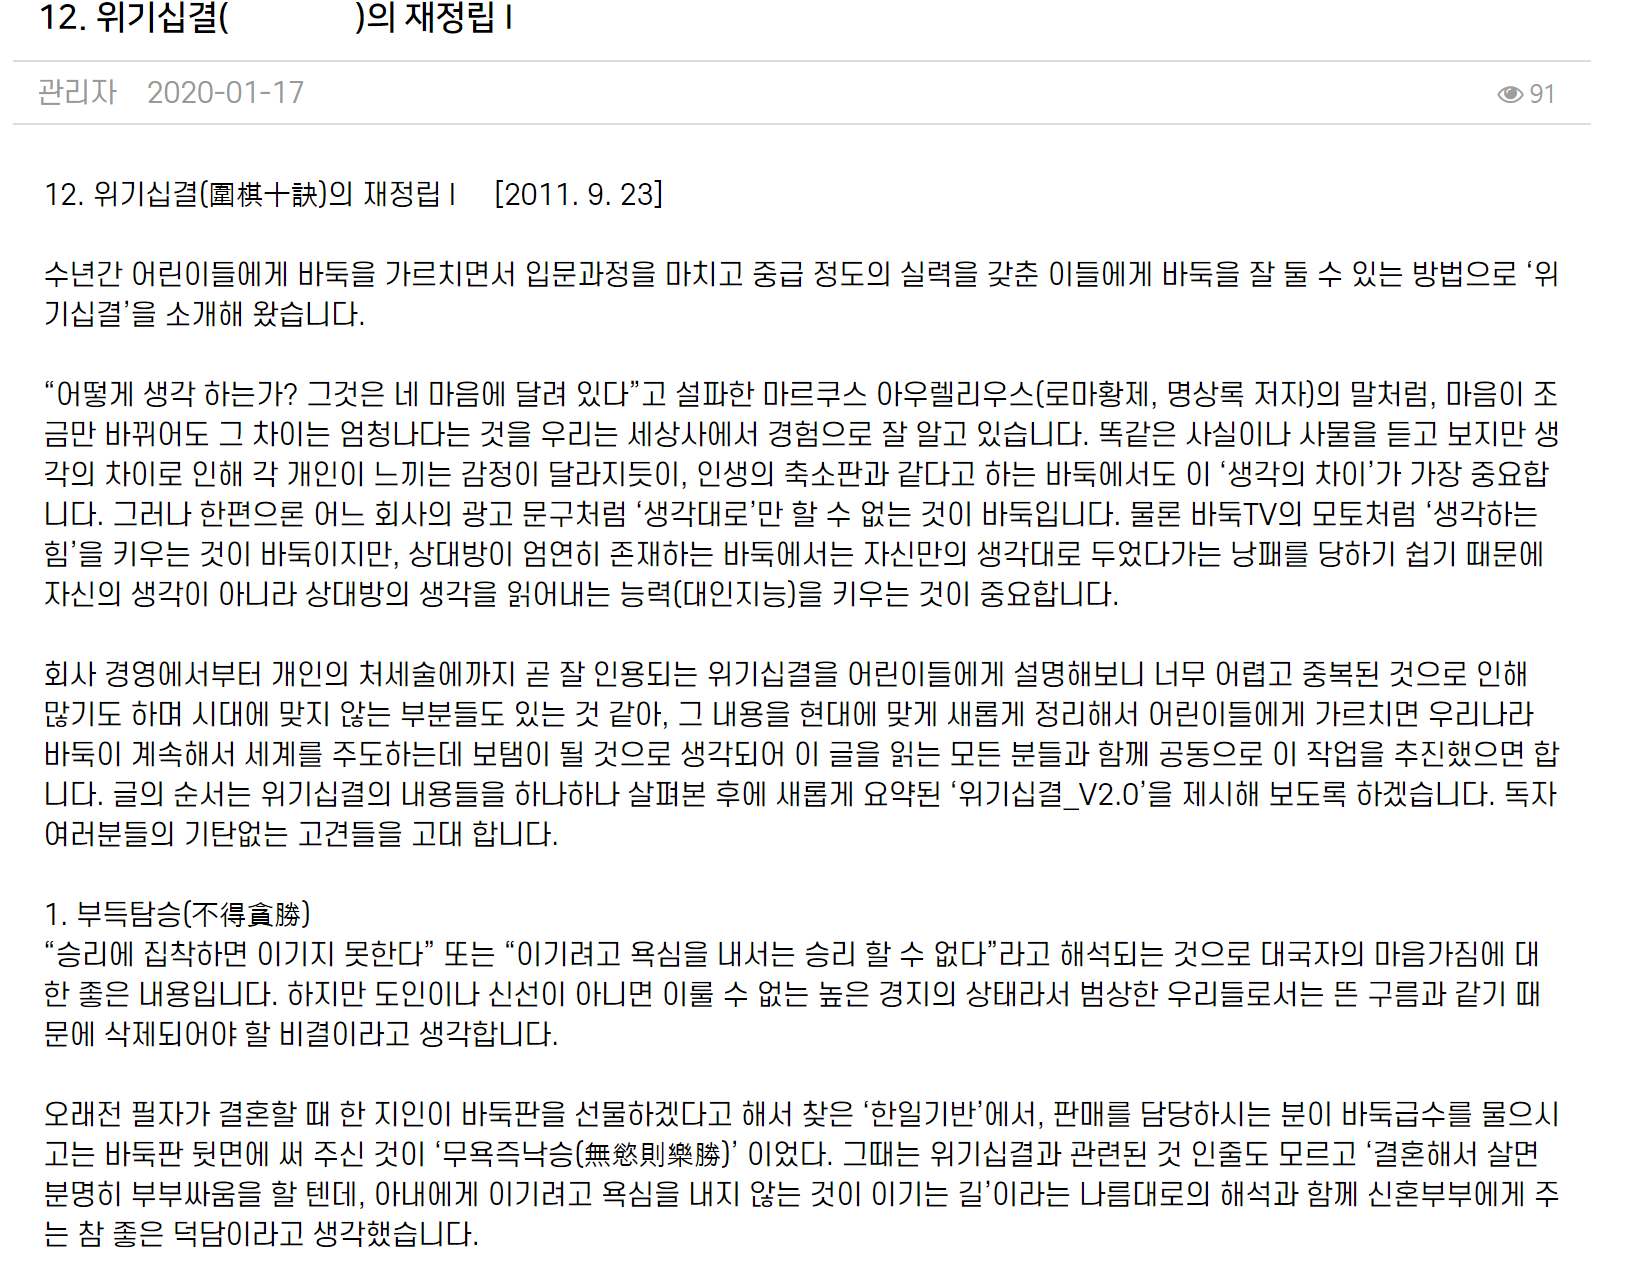 12. 위기십결(        )의 재정립 I
관리자 2020-01-17 91
12. 위기십결(圍棋十訣)의 재정립 I [2011. 9. 23]
수년간 어린이들에게 바둑을 가르치면서 입문과정을 마치고 중급 정도의 실력을 갖춘 이들에게 바둑을 잘 둘 수 있는 방법으로 ‘위
기십결’을 소개해 왔습니다.
“어떻게 생각 하는가? 그것은 네 마음에 달려 있다”고 설파한 마르쿠스 아우렐리우스(로마황제, 명상록 저자)의 말처럼, 마음이 조
금만 바뀌어도 그 차이는 엄청나다는 것을 우리는 세상사에서 경험으로 잘 알고 있습니다. 똑같은 사실이나 사물을 듣고 보지만 생
각의 차이로 인해 각 개인이 느끼는 감정이 달라지듯이, 인생의 축소판과 같다고 하는 바둑에서도 이 ‘생각의 차이’가 가장 중요합
니다. 그러나 한편으론 어느 회사의 광고 문구처럼 ‘생각대로’만 할 수 없는 것이 바둑입니다. 물론 바둑TV의 모토처럼 ‘생각하는
힘’을 키우는 것이 바둑이지만, 상대방이 엄연히 존재하는 바둑에서는 자신만의 생각대로 두었다가는 낭패를 당하기 쉽기 때문에
자신의 생각이 아니라 상대방의 생각을 읽어내는 능력(대인지능)을 키우는 것이 중요합니다.
회사 경영에서부터 개인의 처세술에까지 곧 잘 인용되는 위기십결을 어린이들에게 설명해보니 너무 어렵고 중복된 것으로 인해
많기도 하며 시대에 맞지 않는 부분들도 있는 것 같아, 그 내용을 현대에 맞게 새롭게 정리해서 어린이들에게 가르치면 우리나라
바둑이 계속해서 세계를 주도하는데 보탬이 될 것으로 생각되어 이 글을 읽는 모든 분들과 함께 공동으로 이 작업을 추진했으면 합
니다. 글의 순서는 위기십결의 내용들을 하나하나 살펴본 후에 새롭게 요약된 ‘위기십결_V2.0’을 제시해 보도록 하겠습니다. 독자
여러분들의 기탄없는 고견들을 고대 합니다.
1. 부득탐승(不得貪勝)
“승리에 집착하면 이기지 못한다” 또는 “이기려고 욕심을 내서는 승리 할 수 없다”라고 해석되는 것으로 대국자의 마음가짐에 대
한 좋은 내용입니다. 하지만 도인이나 신선이 아니면 이룰 수 없는 높은 경지의 상태라서 범상한 우리들로서는 뜬 구름과 같기 때
문에 삭제되어야 할 비결이라고 생각합니다.
오래전 필자가 결혼할 때 한 지인이 바둑판을 선물하겠다고 해서 찾은 ‘한일기반’에서, 판매를 담당하시는 분이 바둑급수를 물으시
고는 바둑판 뒷면에 써 주신 것이 ‘무욕즉낙승(無慾則樂勝)’ 이었다. 그때는 위기십결과 관련된 것 인줄도 모르고 ‘결혼해서 살면
분명히 부부싸움을 할 텐데, 아내에게 이기려고 욕심을 내지 않는 것이 이기는 길’이라는 나름대로의 해석과 함께 신혼부부에게 주
는 참 좋은 덕담이라고 생각했습니다.